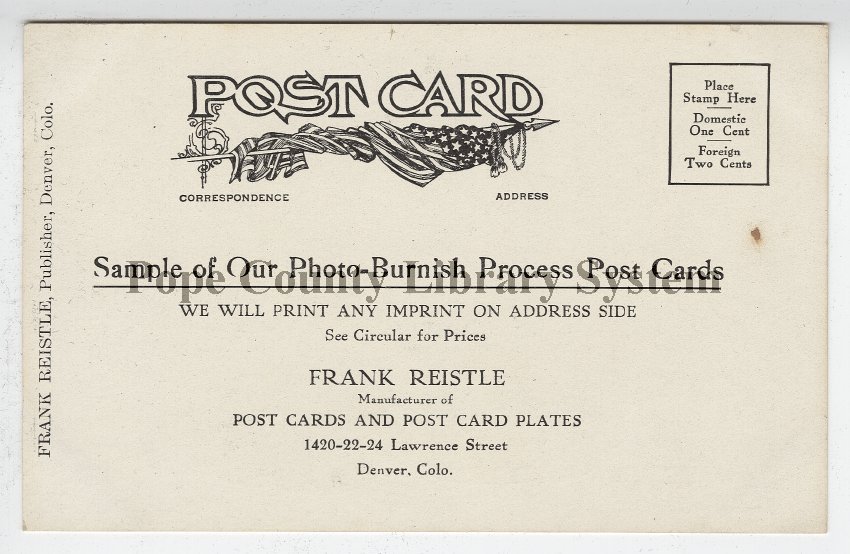 POST CARD
CORRESPONDENCE
ADDRESS
Place
Stamp Here
Domestic
One Cent
Foreign
Two Cents
FRANK REISTLE, Publisher, Denver, Colo.
Sample of Our Photo-Burnish Process Post Cards
Pope County Library System
WE WILL PRINT ANY IMPRINT ON ADDRESS SIDE
See Circular for Prices
FRANK REISTLE
Manufacturer of
POST CARDS AND POST CARD PLATES
1420-22-24 Lawrence Street
Denver, Colo.